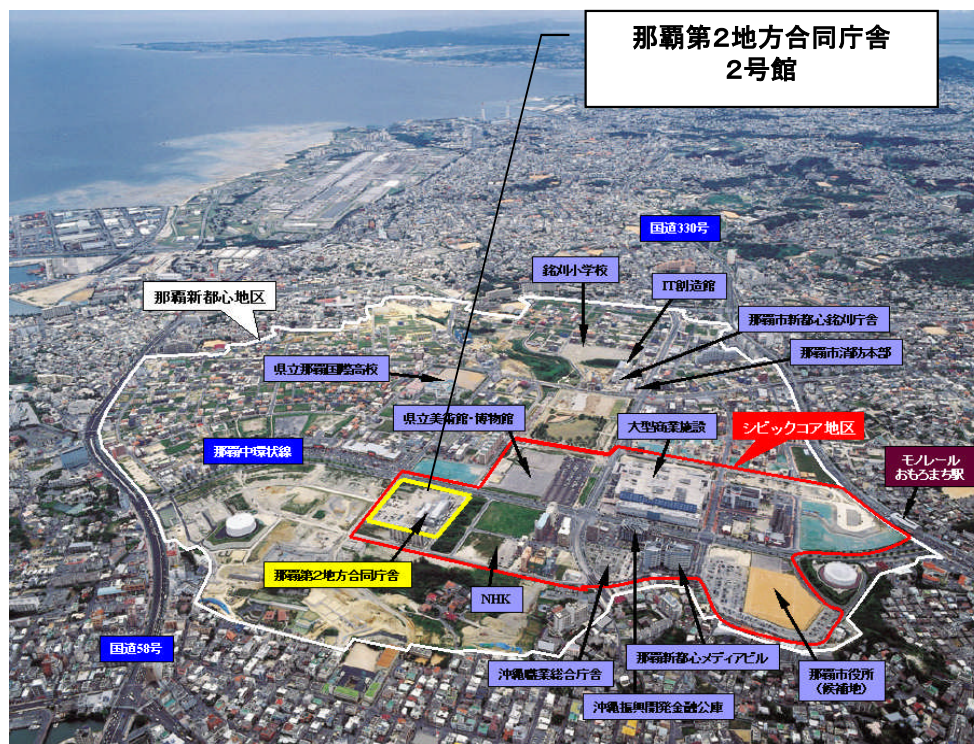 那覇第２地方合同庁舎
２号館
国道330号
銘苅小学校
IT創造館
那覇新都心地区
那覇市新都心銘苅庁舎
那覇市消防本部
県立那覇国際高校
県立美術館・博物館
大型商業施設
シビックコア地区
那覇中環状線
モノレール
おもろまち駅
那覇第２地方合同庁舎
NHK
国道58号
沖縄職業総合庁舎
那覇新都心メディアビル
那覇市役所
（候補地）
沖縄振興開発金融公庫